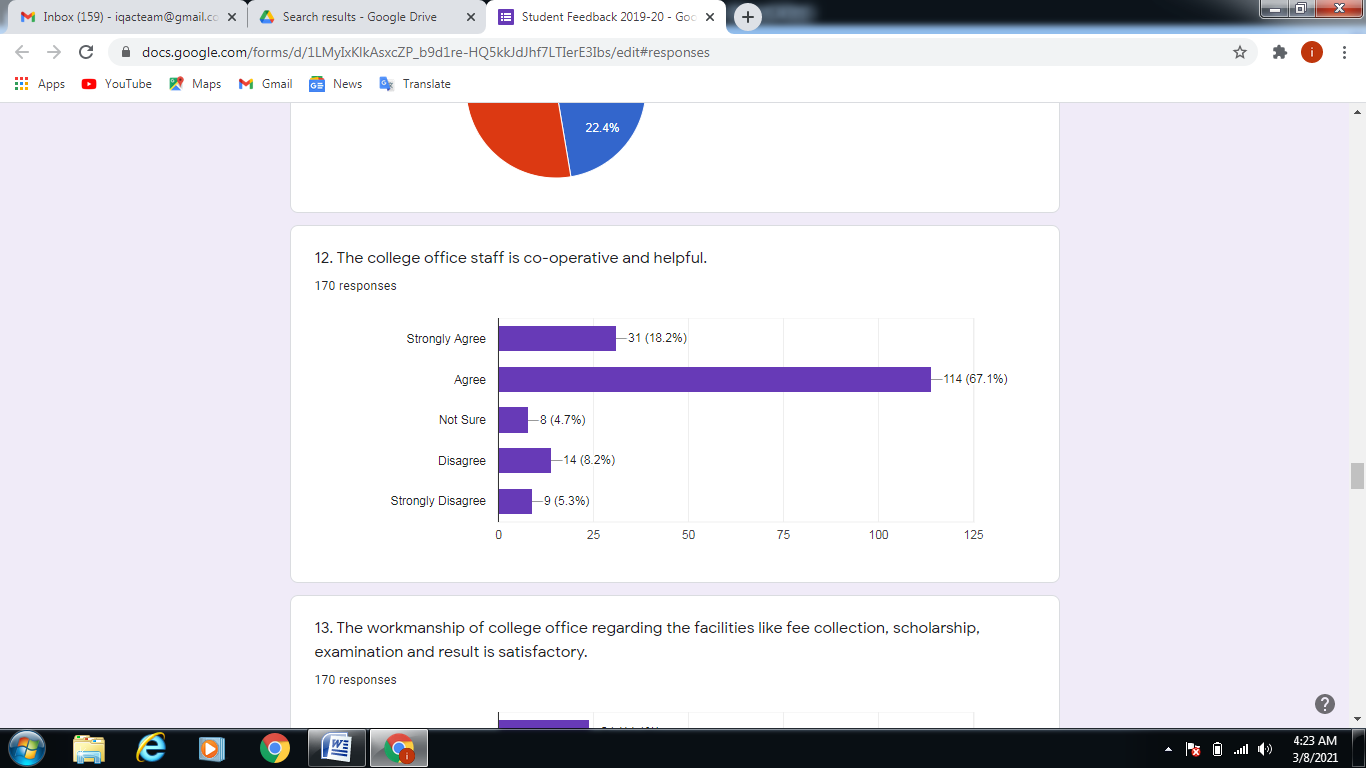 Inbox (159) - iqacteam@gmail.co
Search results - Google Drive
Student Feedback 2019-20 - Goo
docs.google.com/forms/d/1LMyIxKlkAsxcZP_b9d1re-HQ5kkJdJhf7LTIerE3Ibs/edit#responses
Apps YouTube Maps Gmail News Translate
22.4%
12. The college office staff is co-operative and helpful.
170 responses
Strongly Agree 31 (18.2%)
Agree 114 (67.1%)
Not Sure 8 (4.7%)
Disagree 14 (8.2%)
Strongly Disagree 9 (5.3%)
0 25 50 75 100 125
13. The workmanship of college office regarding the facilities like fee collection, scholarship,
examination and result is satisfactory.
170 responses
4:23 AM
3/8/2021